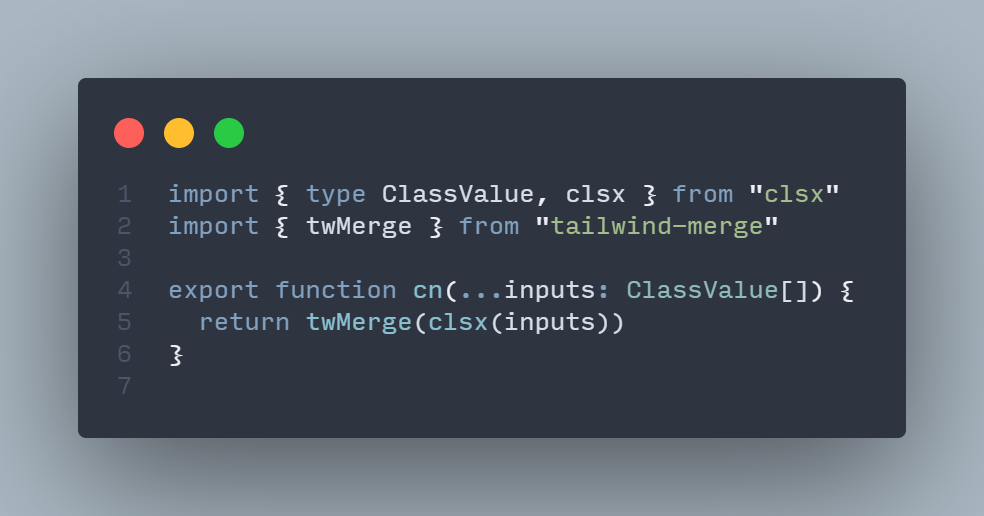 1 import { type ClassValue, clsx } from "clsx"
2 import { twMerge } from "tailwind-merge"
3
4 export function cn(...inputs: ClassValue[]) {
5   return twMerge(clsx(inputs))
6 }
7